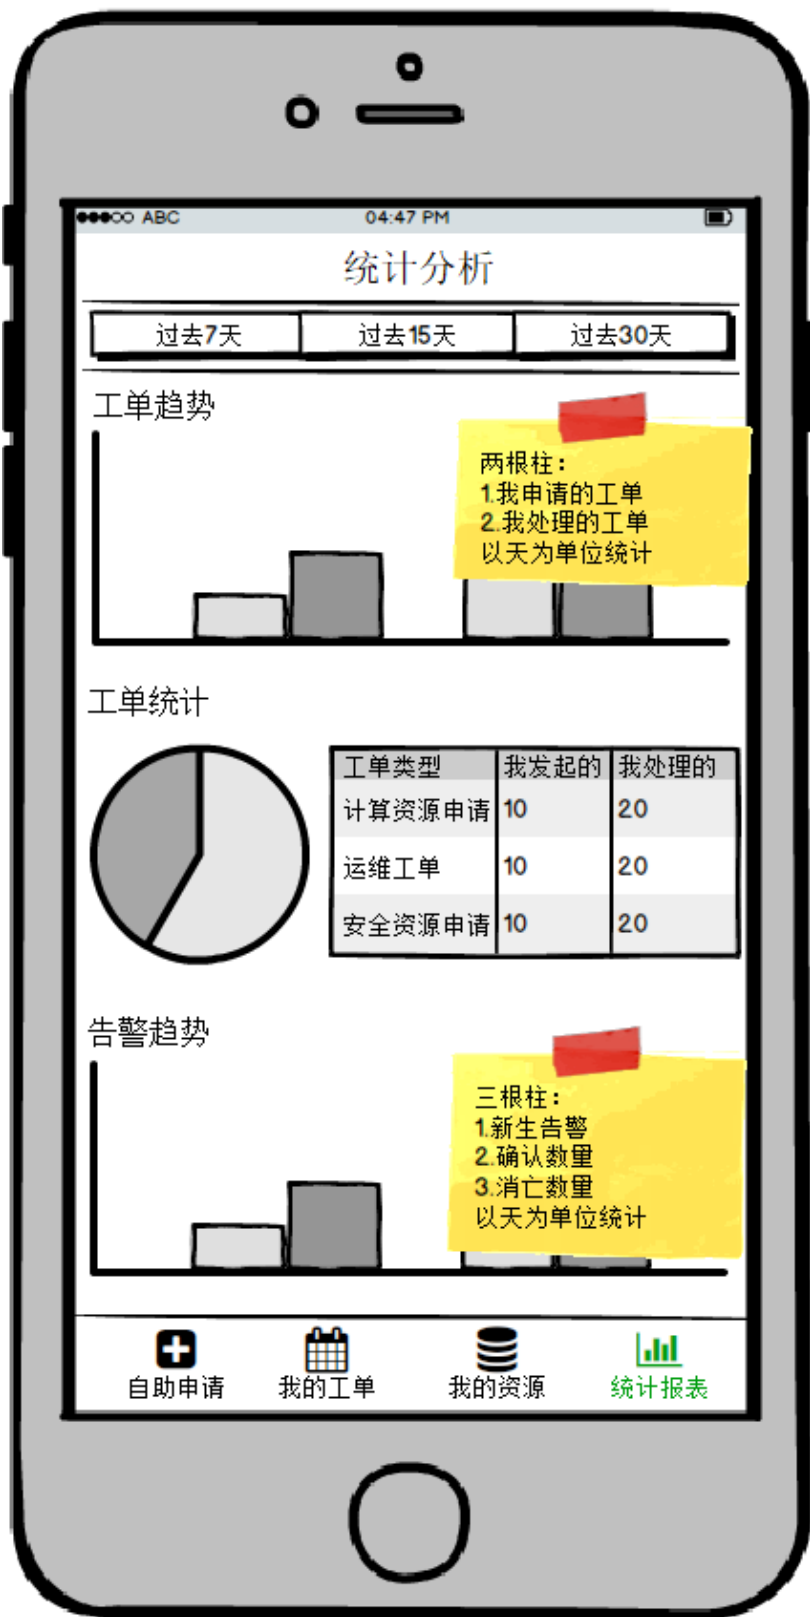 ABC 04:47 PM
统计分析
过去7天 过去15天 过去30天
工单趋势
两根柱：
1.我申请的工单
2.我处理的工单
以天为单位统计
工单统计
工单类型 我发起的 我处理的
计算资源申请 10 20
运维工单 10 20
安全资源申请 10 20
告警趋势
三根柱：
1.新生告警
2.确认数量
3.消亡数量
以天为单位统计
自助申请 我的工单 我的资源 统计报表